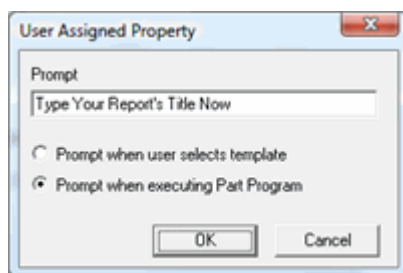 User Assigned Property
Prompt
Type Your Report's Title Now
Prompt when user selects template
Prompt when executing Part Program
OK
Cancel